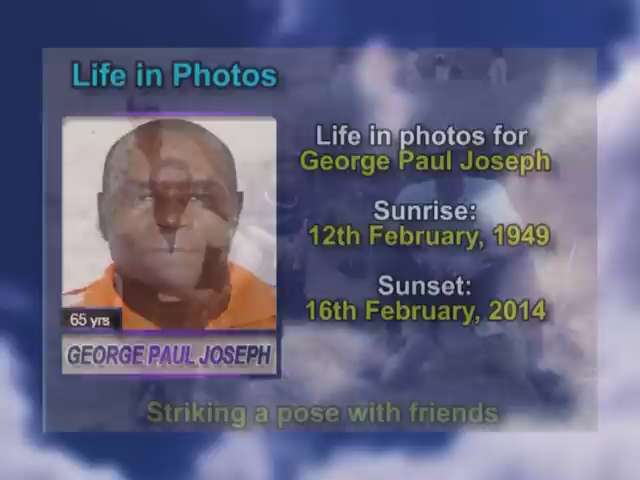 Life in Photos
Life in photos for
George Paul Joseph
Sunrise:
12th February, 1949
Sunset:
16th February, 2014
65 yrs
GEORGE PAUL JOSEPH
Striking a pose with friends